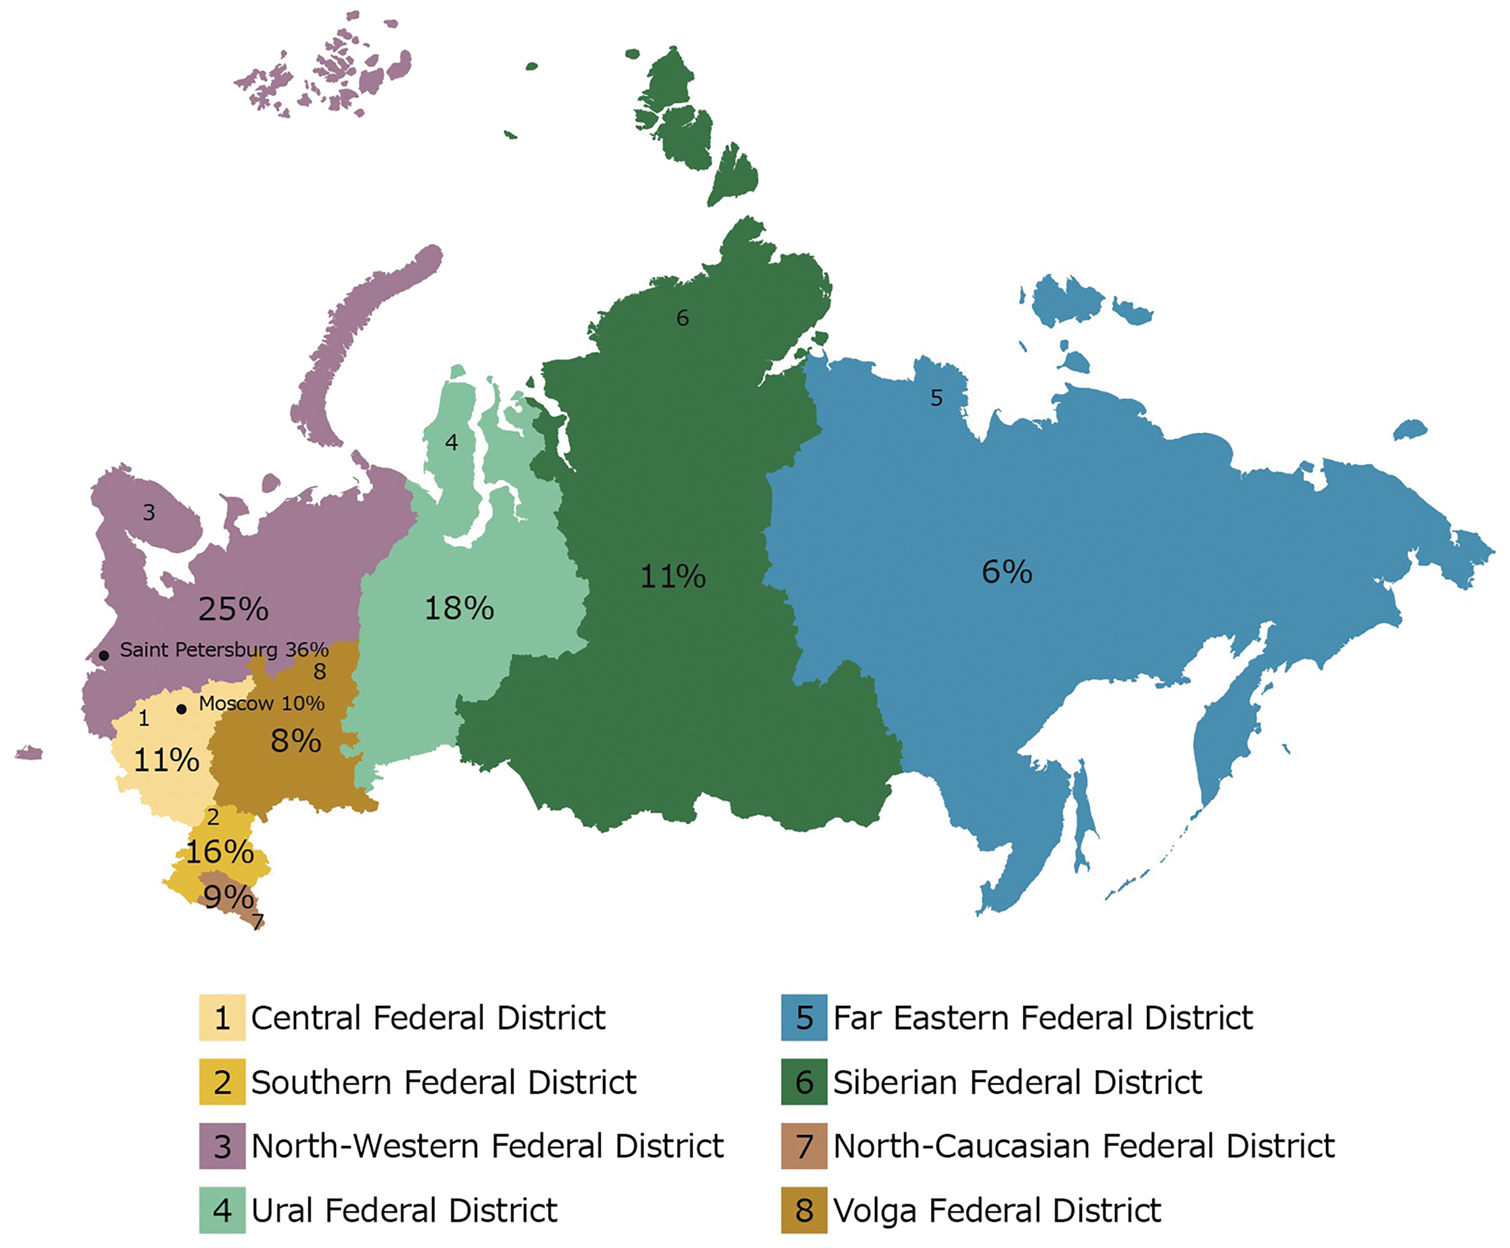 6
5
4
3
11%
6%
25%
18%
Saint Petersburg 36%
8
Moscow 10%
1
8%
11%
2
16%
9%
7
1 Central Federal District
2 Southern Federal District
3 North-Western Federal District
4 Ural Federal District
5 Far Eastern Federal District
6 Siberian Federal District
7 North-Caucasian Federal District
8 Volga Federal District